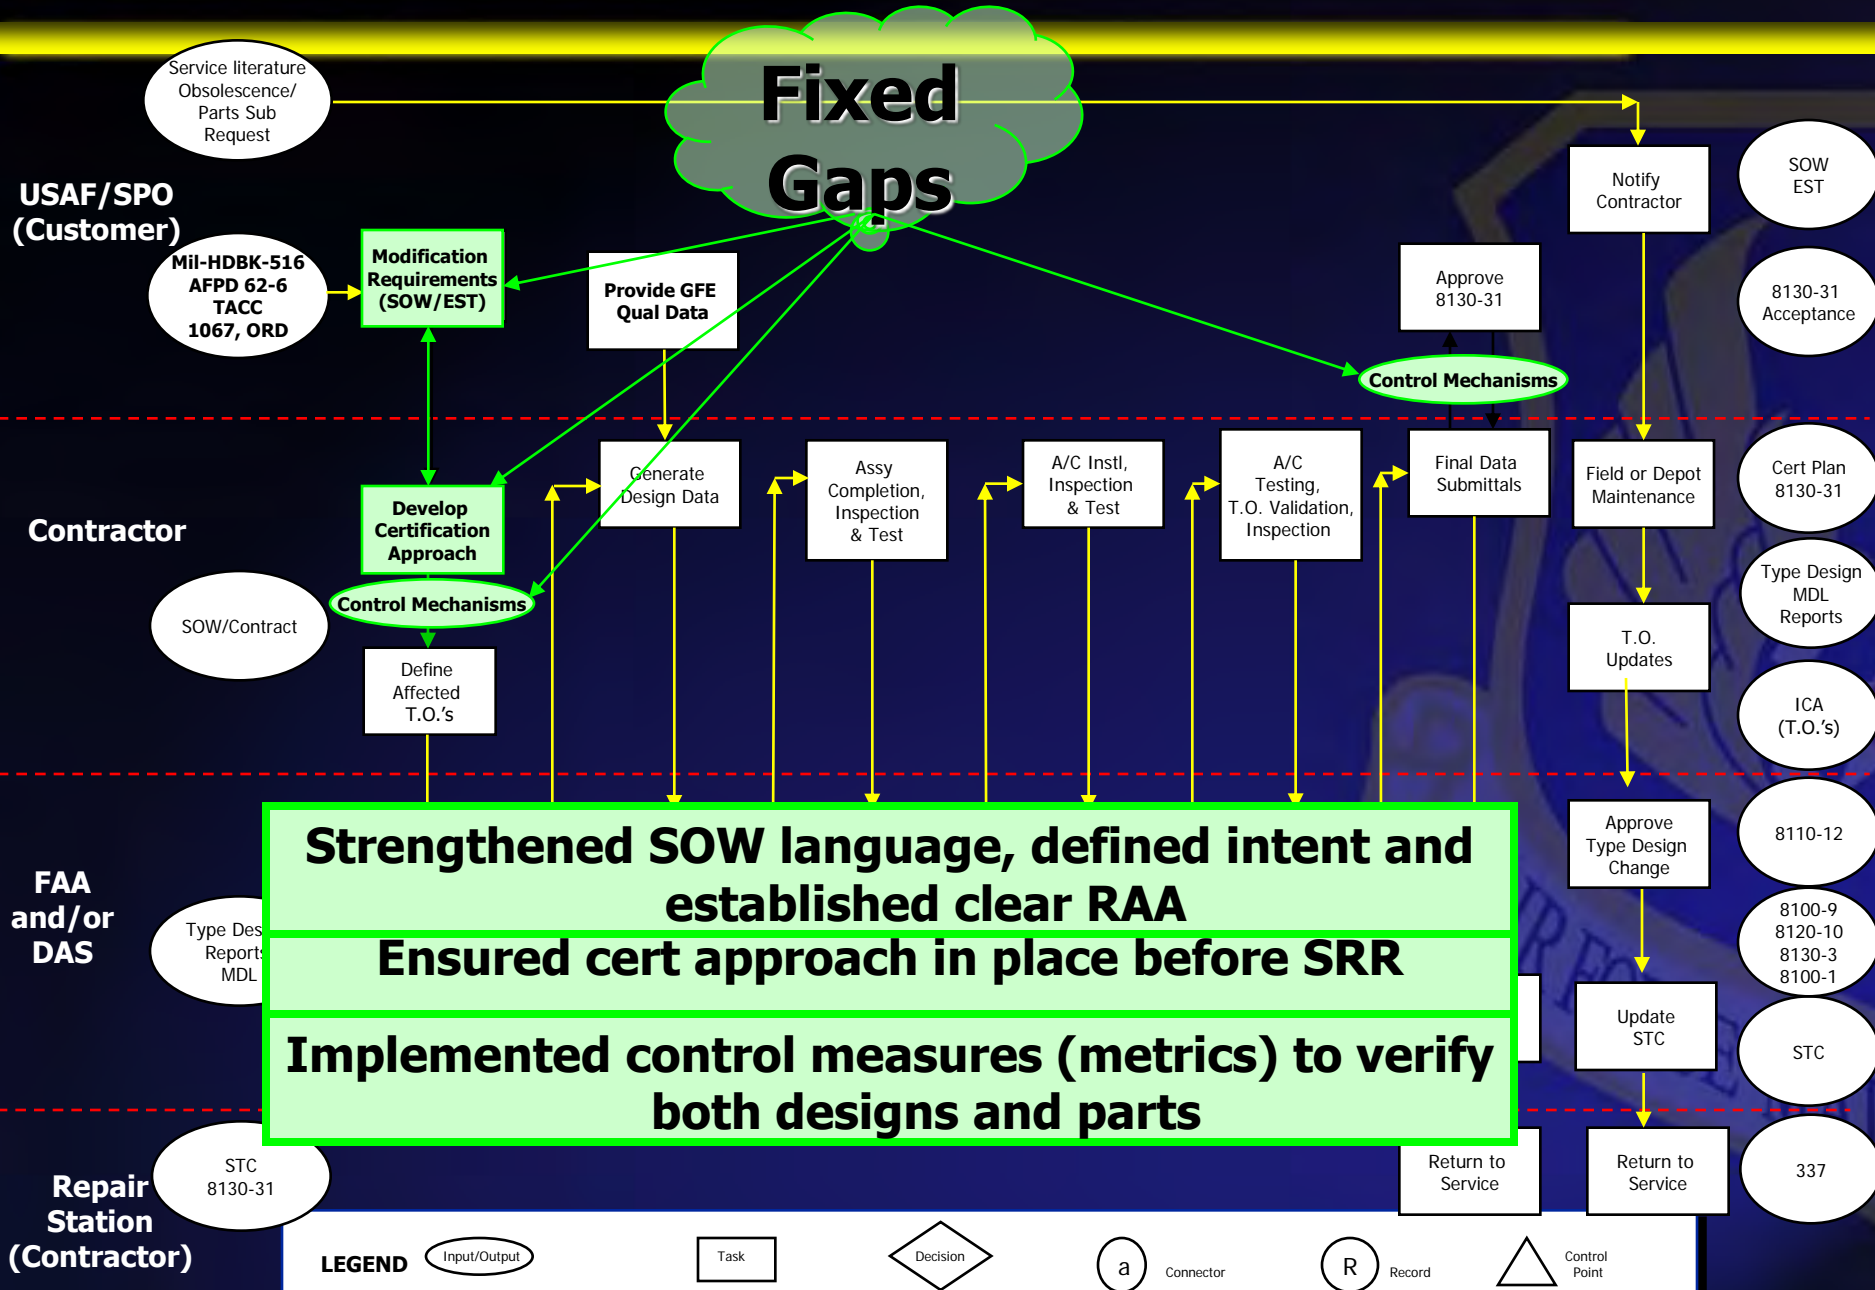 Fixed
Gaps
Service literature
Obsolescence/
Parts Sub
Request
USAF/SPO
(Customer)
Mil-HDBK-516
AFPD 62-6
TACC
1067, ORD
Modification
Requirements
(SOW/EST)
Provide GFE
Qual Data
Approve
8130-31
Control Mechanisms
Notify
Contractor
SOW
EST
8130-31
Acceptance
Contractor
Develop
Certification
Approach
Control Mechanisms
Generate
Design Data
Assy
Completion,
Inspection
& Test
A/C Instl,
Inspection
& Test
A/C
Testing,
T.O. Validation,
Inspection
Final Data
Submittals
Field or Depot
Maintenance
Cert Plan
8130-31
SOW/Contract
Define
Affected
T.O.'s
T.O.
Updates
Type Design
MDL
Reports
ICA
(T.O.'s)
FAA
and/or
DAS
Type Des
Reports
MDL
Strengthened SOW language, defined intent and
established clear RAA
Ensured cert approach in place before SRR
Implemented control measures (metrics) to verify
both designs and parts
Approve
Type Design
Change
8110-12
8100-9
8120-10
8130-3
8100-1
Update
STC
STC
Repair
Station
(Contractor)
STC
8130-31
Return to
Service
Return to
Service
337
LEGEND
Input/Output
Task
Decision
a
Connector
R
Record
Control
Point